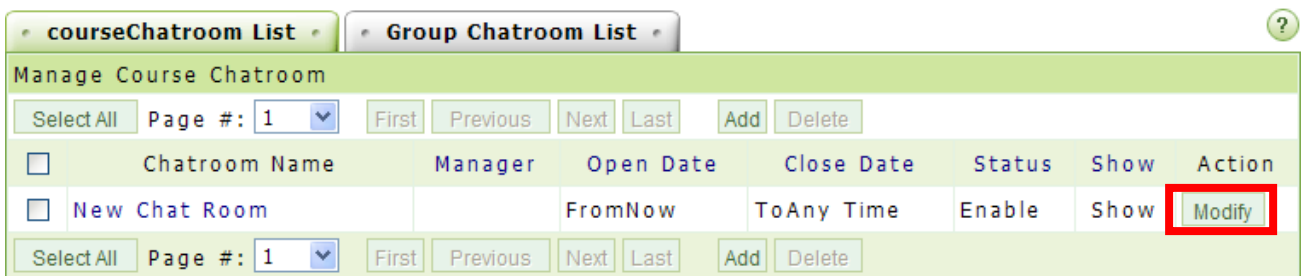 courseChatroom List Group Chatroom List ?
Manage Course Chatroom
Select All Page #: 1 First Previous Next Last Add Delete
Chatroom Name Manager Open Date Close Date Status Show Action
New Chat Room FromNow ToAny Time Enable Show Modify
Select All Page #: 1 First Previous Next Last Add Delete